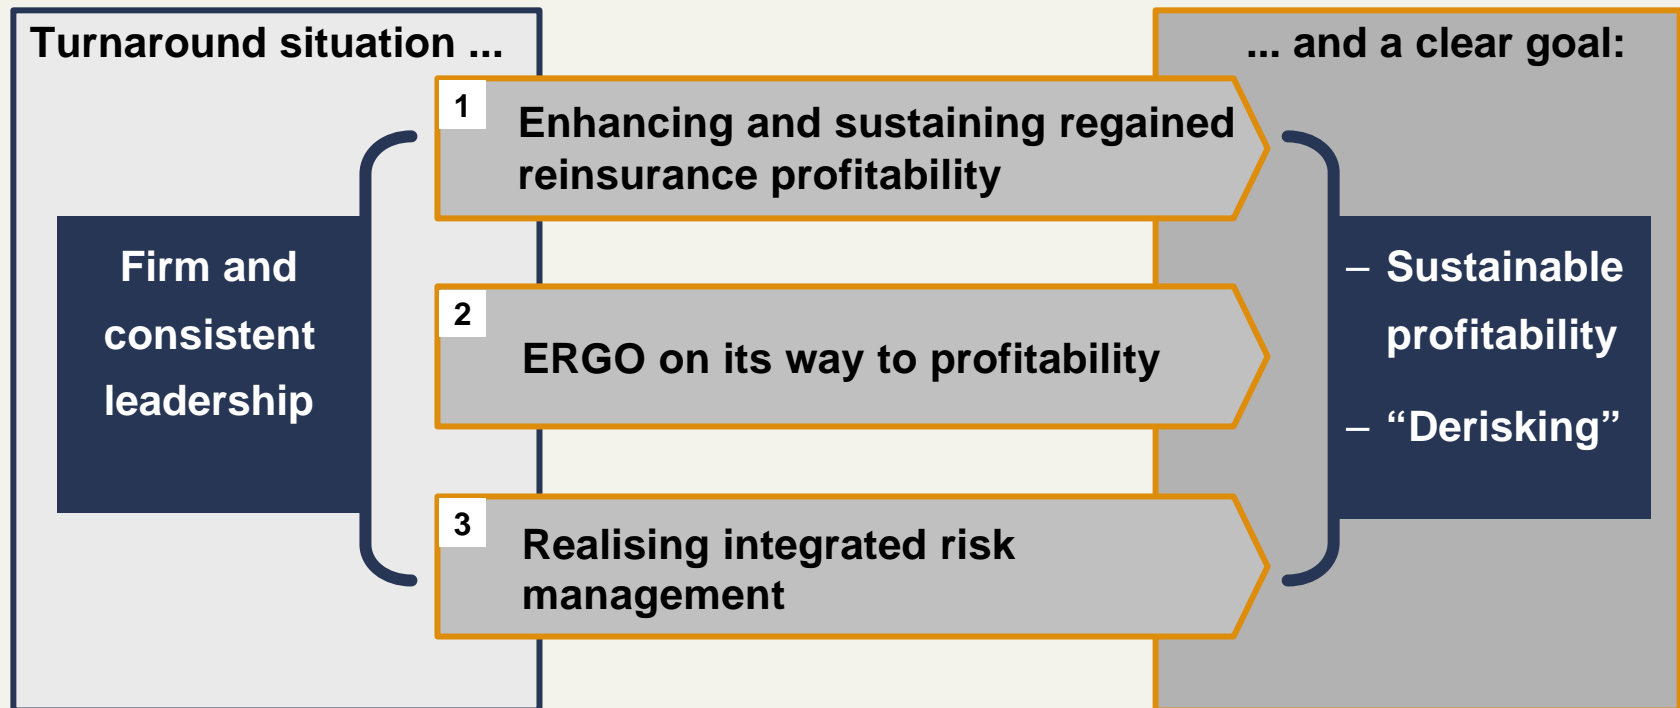 Turnaround situation ...
... and a clear goal:
Firm and
consistent
leadership
1
Enhancing and sustaining regained
reinsurance profitability
2
ERGO on its way to profitability
3
Realising integrated risk
management
– Sustainable
profitability
– “Derisking”